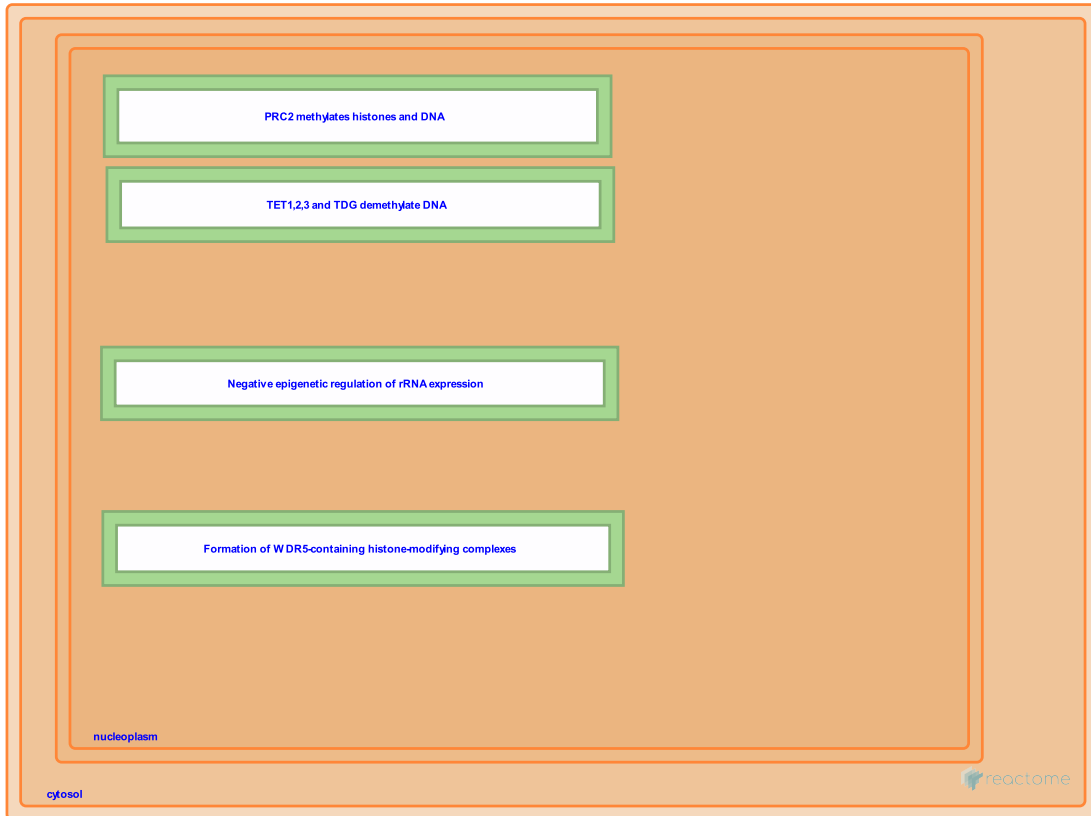 PRC2 methylates histones and DNA
TET1,2,3 and TDG demethylate DNA
Negative epigenetic regulation of rRNA expression
Formation of WDR5-containing histone-modifying complexes
nucleoplasm
reactome
cytosol